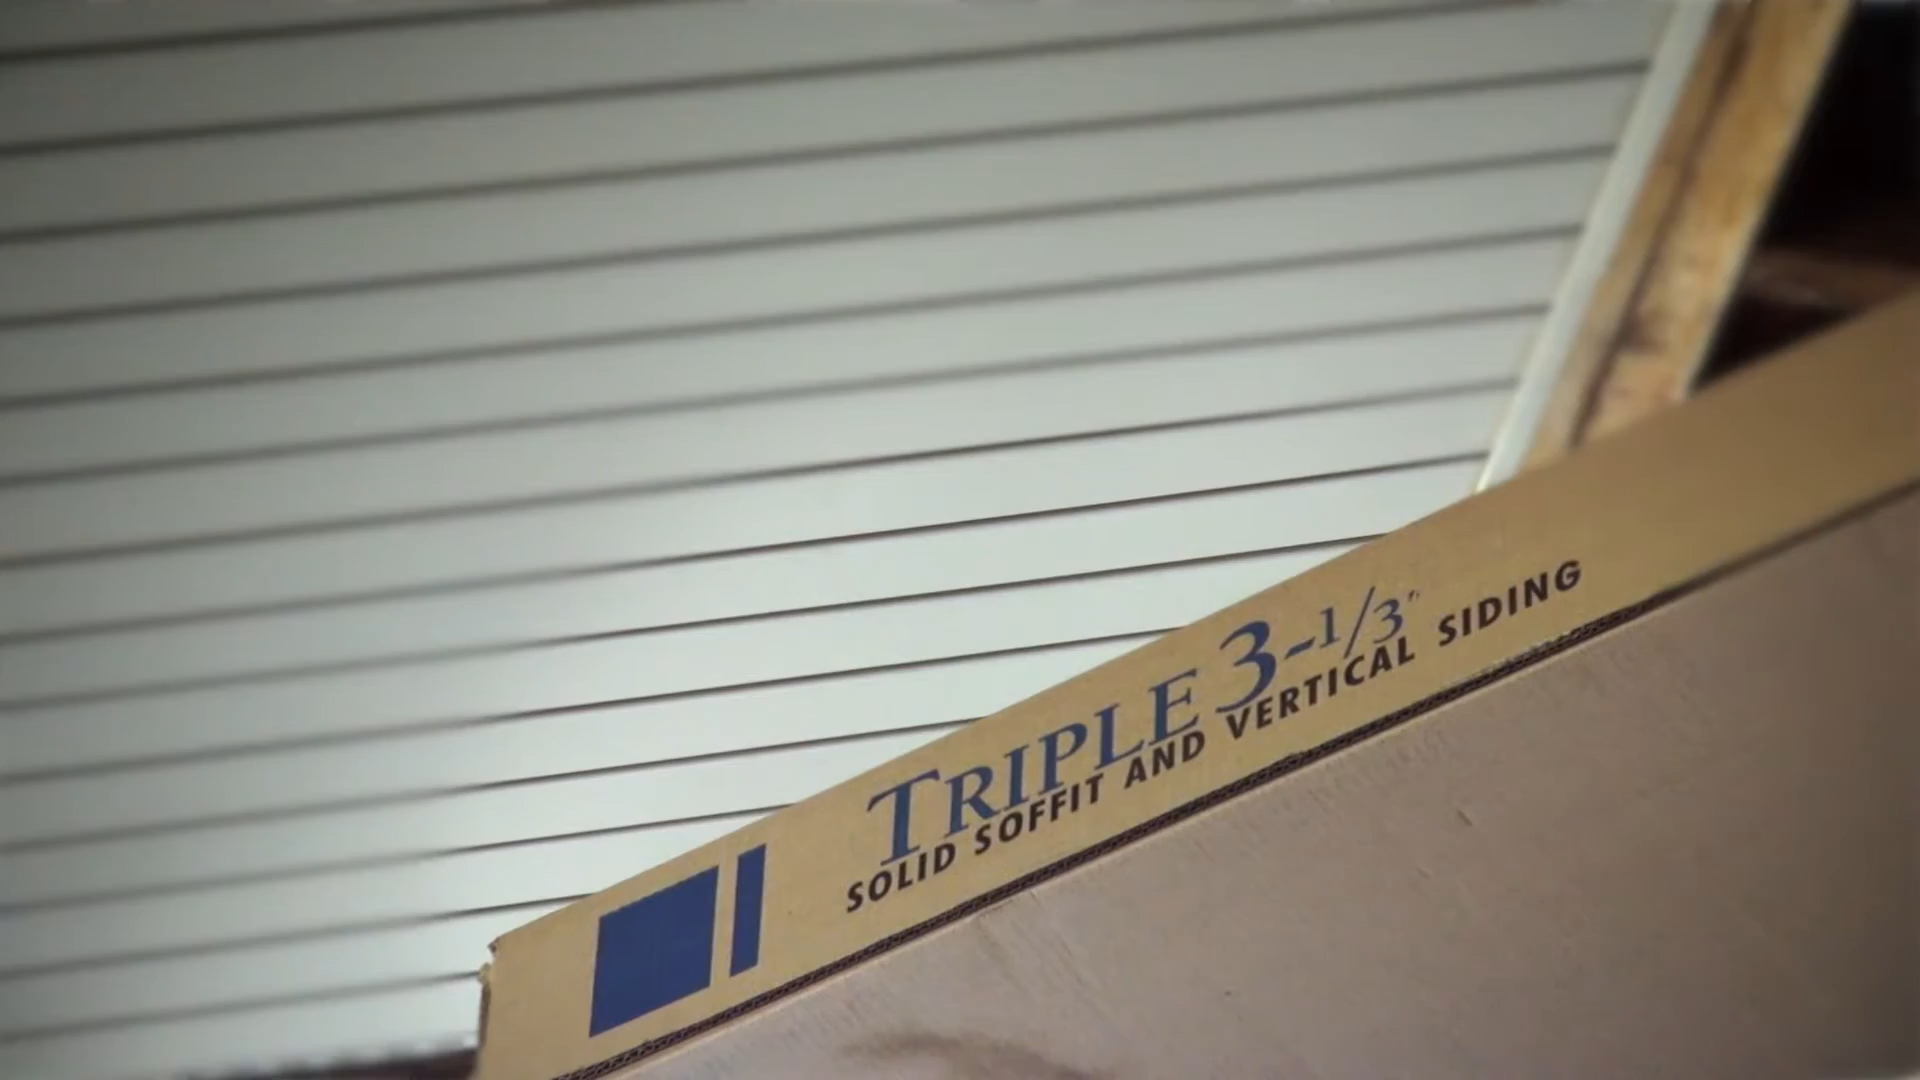 TRIPLE 3-1/3"
SOLID SOFFIT AND VERTICAL SIDING